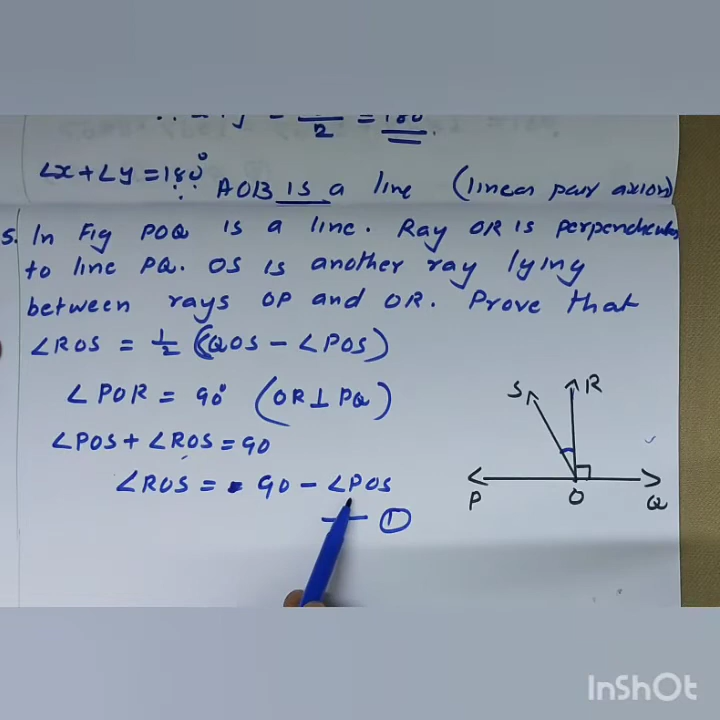 2 = 180
∠x + ∠y = 180°
∴ AOB is a line (linear pair axiom)
5. In Fig POQ is a line. Ray OR is perpendicular
to line PQ. OS is another ray lying
between rays OP and OR. Prove that
∠ROS = 1/2 (∠QOS - ∠POS)
∠POR = 90° (OR ⊥ PQ)
∠POS + ∠ROS = 90
∠ROS = 90 - ∠POS
— ①
S R
P O Q
InShOt